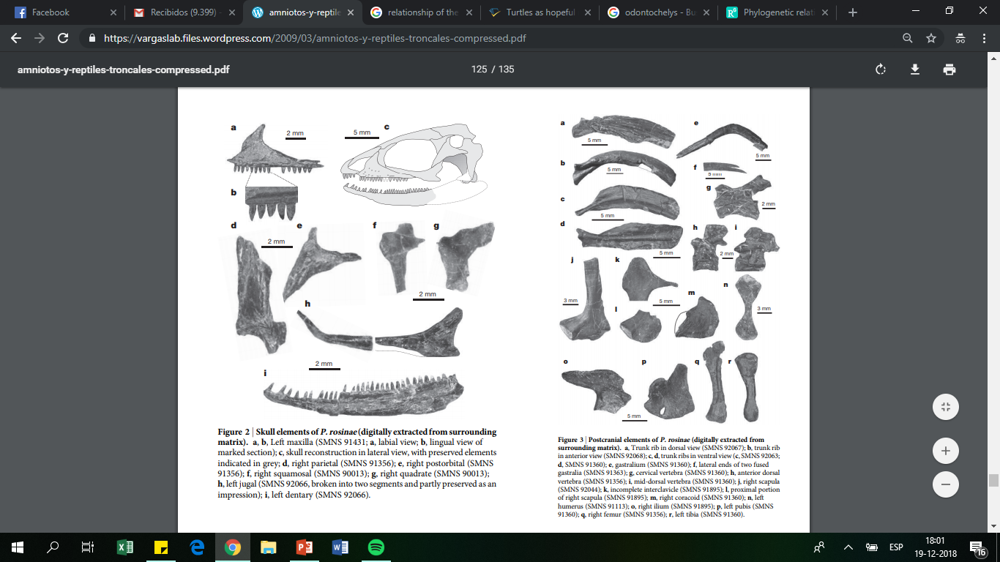 Facebook
Recibidos (9.399) -
amniotos-y-reptile
relationship of the
Turtles as hopeful
odontochelys - Bu
Phylogenetic relati
https://vargaslab.files.wordpress.com/2009/03/amniotos-y-reptiles-troncales-compressed.pdf
amniotos-y-reptiles-troncales-compressed.pdf
125 / 135
a
2 mm
5 mm
c
b
d
2 mm
e
f
g
2 mm
h
2 mm
i
Figure 2 | Skull elements of P. rosinae (digitally extracted from surrounding
matrix). a, b, Left maxilla (SMNS 91431; a, labial view; b, lingual view of
marked section); c, skull reconstruction in lateral view, with preserved elements
indicated in grey; d, right parietal (SMNS 91356); e, right postorbital (SMNS
91356); f, right squamosal (SMNS 90013); g, right quadrate (SMNS 90013);
h, left jugal (SMNS 92066, broken into two segments and partly preserved as an
impression); i, left dentary (SMNS 92066).
a
5 mm
e
5 mm
b
5 mm
f
5 mm
g
2 mm
c
5 mm
d
5 mm
h
2 mm
i
j
3 mm
k
5 mm
l
m
n
3 mm
o
5 mm
p
q
r
Figure 3 | Postcranial elements of P. rosinae (digitally extracted from
surrounding matrix). a, Trunk rib in dorsal view (SMNS 92067); b, trunk rib
in anterior view (SMNS 92068); c, d, trunk ribs in ventral view (c, SMNS 92063;
d, SMNS 91360); e, gastralium (SMNS 91360); f, lateral ends of two fused
gastralia (SMNS 91363); g, cervical vertebra (SMNS 91360); h, anterior dorsal
vertebra (SMNS 91356); i, mid-dorsal vertebra (SMNS 91360); j, right scapula
(SMNS 92044); k, incomplete interclavicle (SMNS 91895); l, proximal portion
of right scapula (SMNS 91895); m, right coracoid (SMNS 91360); n, left
humerus (SMNS 91113); o, right ilium (SMNS 91895); p, left pubis (SMNS
91360); q, right femur (SMNS 91356); r, left tibia (SMNS 91360).
ESP
18:01
19-12-2018
16